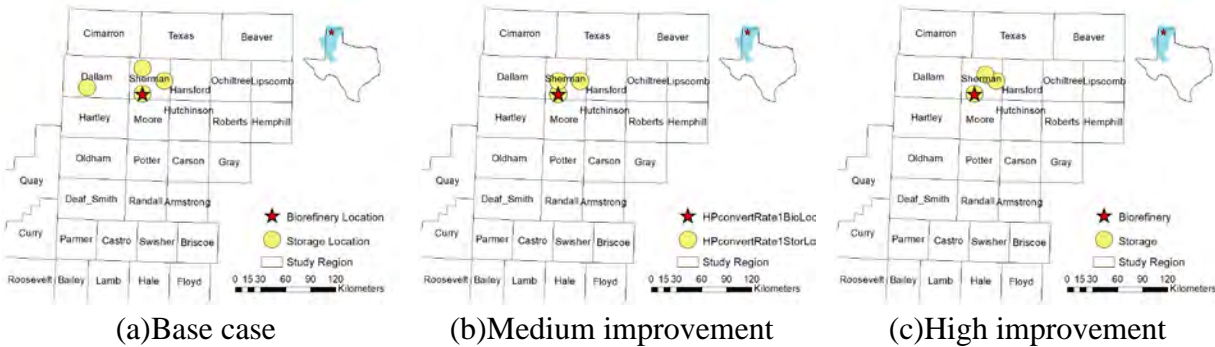 Cimarron Texas Beaver
Dallam Sherman Hansford Ochiltree Lipscomb
Hartley Moore Hutchinson Roberts Hemphill
Oldham Potter Carson Gray
Quay
Deaf_Smith Randall Armstrong
Curry
Parmer Castro Swisher Briscoe
Roosevelt Bailey Lamb Hale Floyd
Biorefinery Location
Storage Location
Study Region
0 15 30 60 90 120
Kilometers
(a)Base case
Cimarron Texas Beaver
Dallam Sherman Hansford Ochiltree Lipscomb
Hartley Moore Hutchinson Roberts Hemphill
Oldham Potter Carson Gray
Quay
Deaf_Smith Randall Armstrong
Curry
Parmer Castro Swisher Briscoe
Roosevelt Bailey Lamb Hale Floyd
HPconvertRate1BioLoc
HPconvertRate1StorLo
Study Region
0 15 30 60 90 120
Kilometers
(b)Medium improvement
Cimarron Texas Beaver
Dallam Sherman Hansford Ochiltree Lipscomb
Hartley Moore Hutchinson Roberts Hemphill
Oldham Potter Carson Gray
Quay
Deaf_Smith Randall Armstrong
Curry
Parmer Castro Swisher Briscoe
Roosevelt Bailey Lamb Hale Floyd
Biorefinery
Storage
Study Region
0 15 30 60 90 120
Kilometers
(c)High improvement